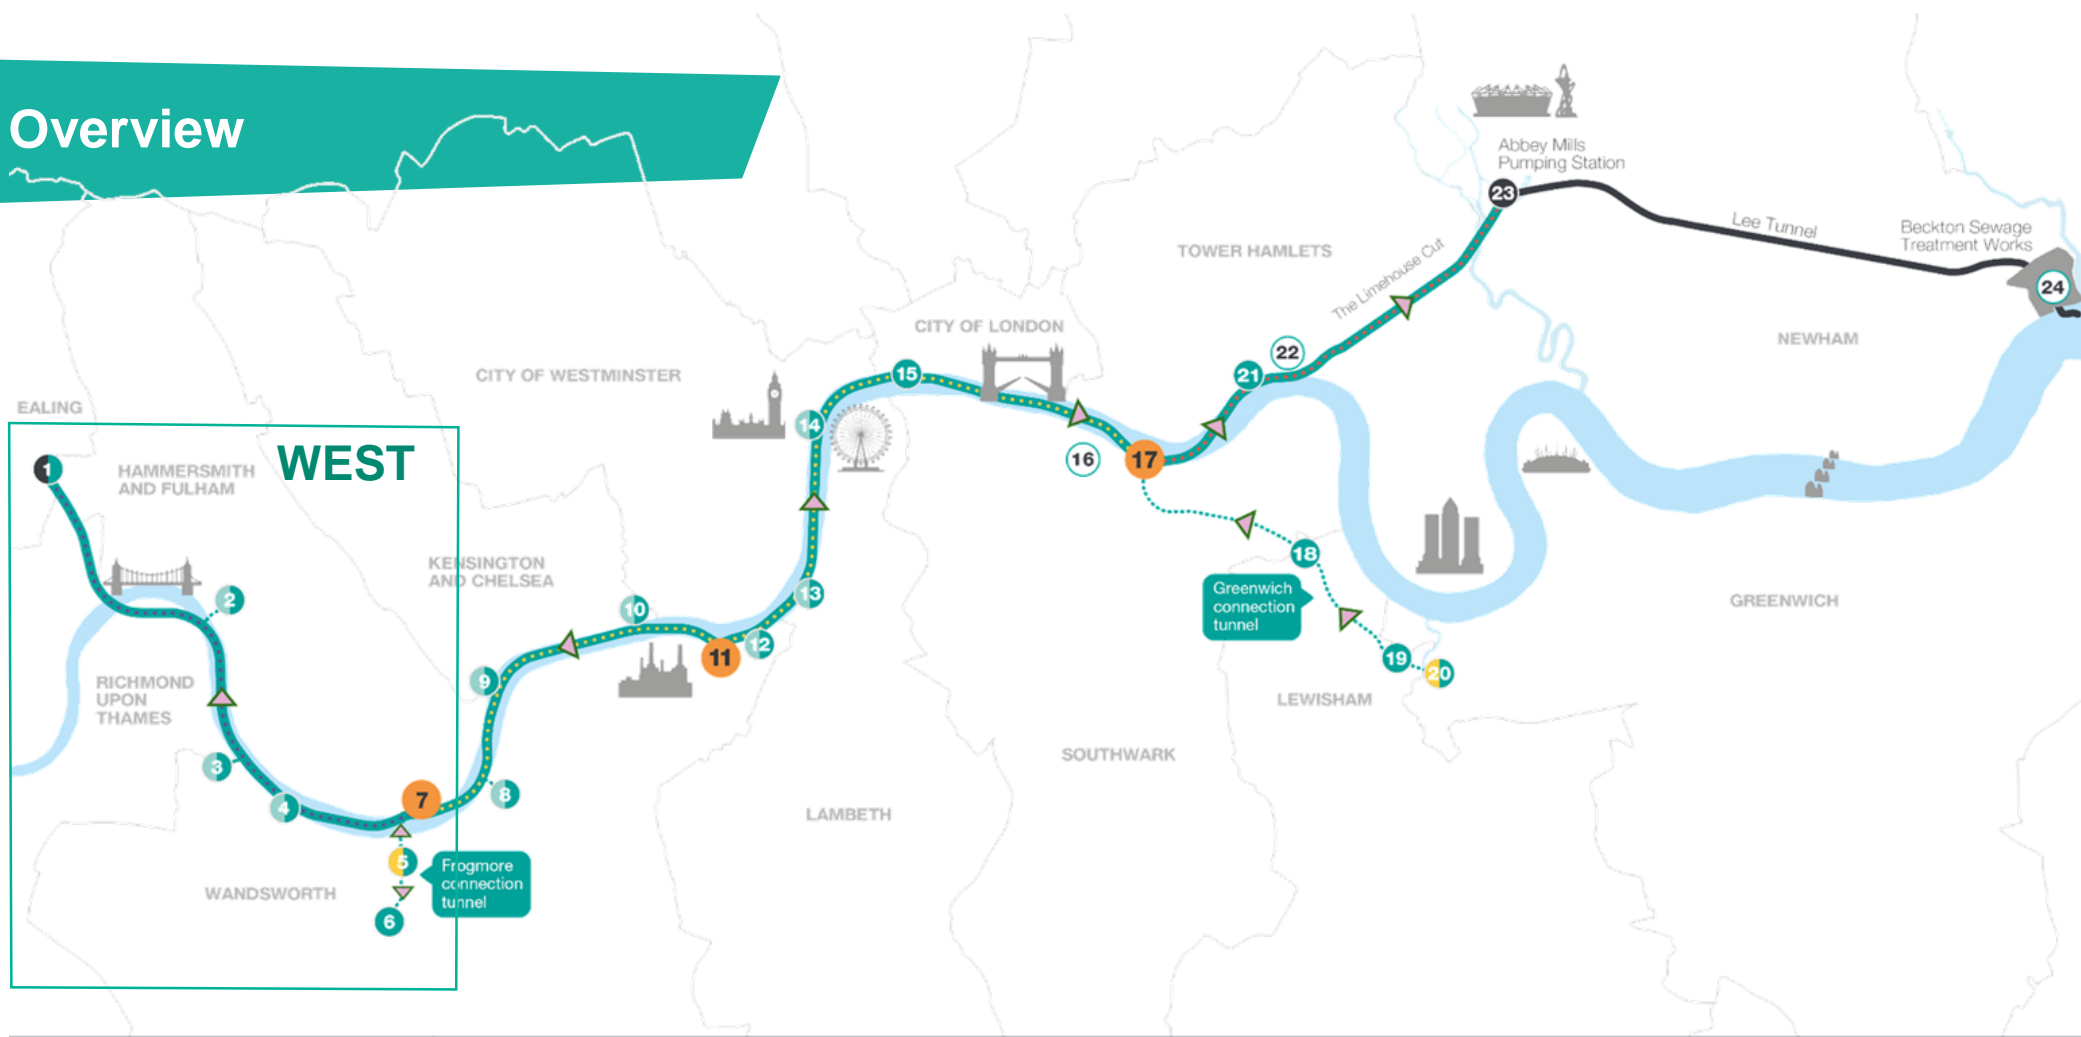 Overview
Abbey Mills
Pumping Station
23
Lee Tunnel
Beckton Sewage
Treatment Works
24
TOWER HAMLETS
The Limehouse Cut
CITY OF LONDON
NEWHAM
22
21
15
CITY OF WESTMINSTER
EALING
14
WEST
1
HAMMERSMITH
AND FULHAM
16
17
18
KENSINGTON
AND CHELSEA
Greenwich
connection
tunnel
2
10
13
GREENWICH
12
11
19
20
9
RICHMOND
UPON
THAMES
LEWISHAM
SOUTHWARK
3
4
7
8
LAMBETH
5
Frogmore
connection
tunnel
WANDSWORTH
6